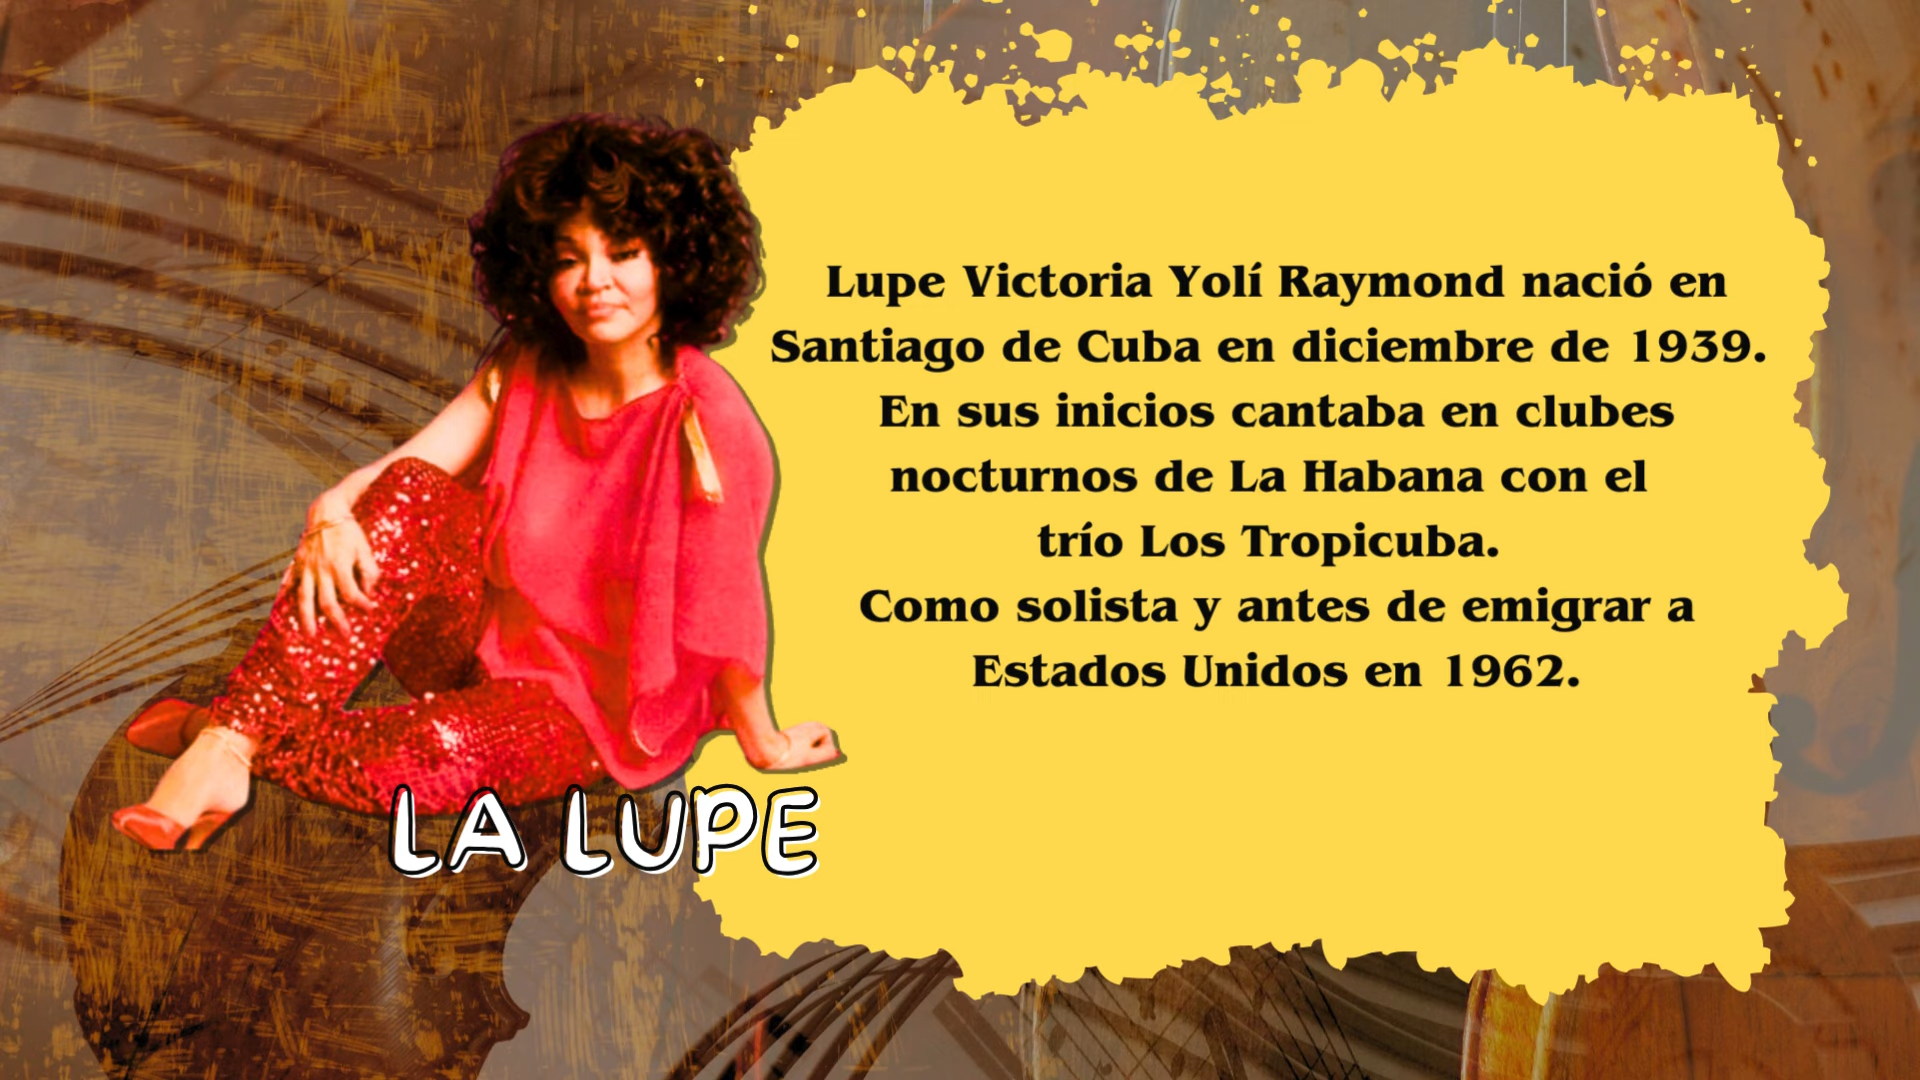 Lupe Victoria Yolí Raymond nació en
Santiago de Cuba en diciembre de 1939.
En sus inicios cantaba en clubes
nocturnos de La Habana con el
trío Los Tropicuba.
Como solista y antes de emigrar a
Estados Unidos en 1962.
LA LUPE